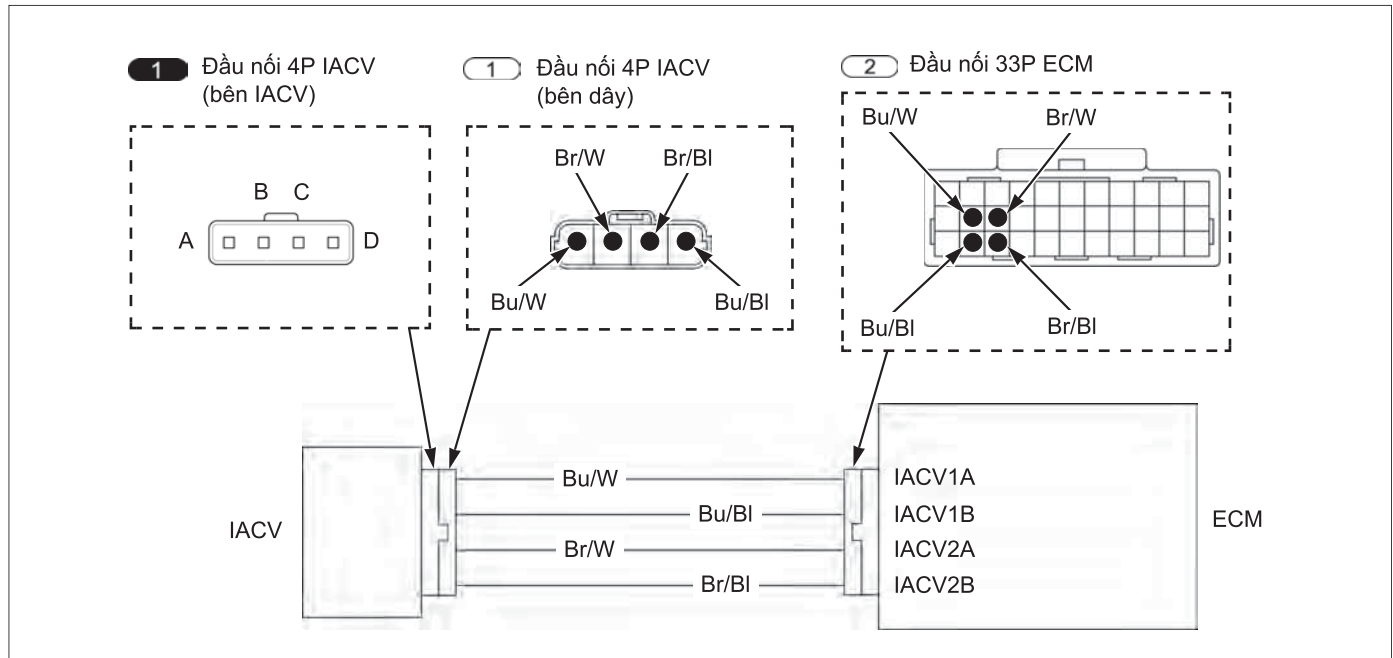 1 Đầu nối 4P IACV
(bên IACV)
1 Đầu nối 4P IACV
(bên dây)
2 Đầu nối 33P ECM
B C
A D
Br/W Br/Bl
Bu/W Bu/Bl
Bu/W Br/W
Bu/Bl Br/Bl
IACV
Bu/W
Bu/Bl
Br/W
Br/Bl
IACV1A
IACV1B
IACV2A
IACV2B
ECM